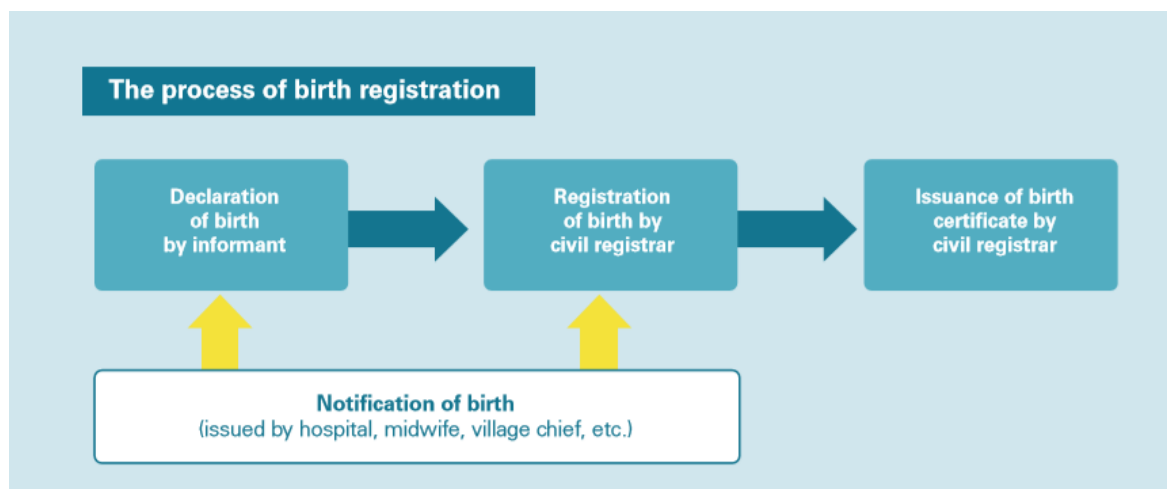 The process of birth registration
Declaration
of birth
by informant
Registration
of birth by
civil registrar
Issuance of birth
certificate by
civil registrar
Notification of birth
(issued by hospital, midwife, village chief, etc.)